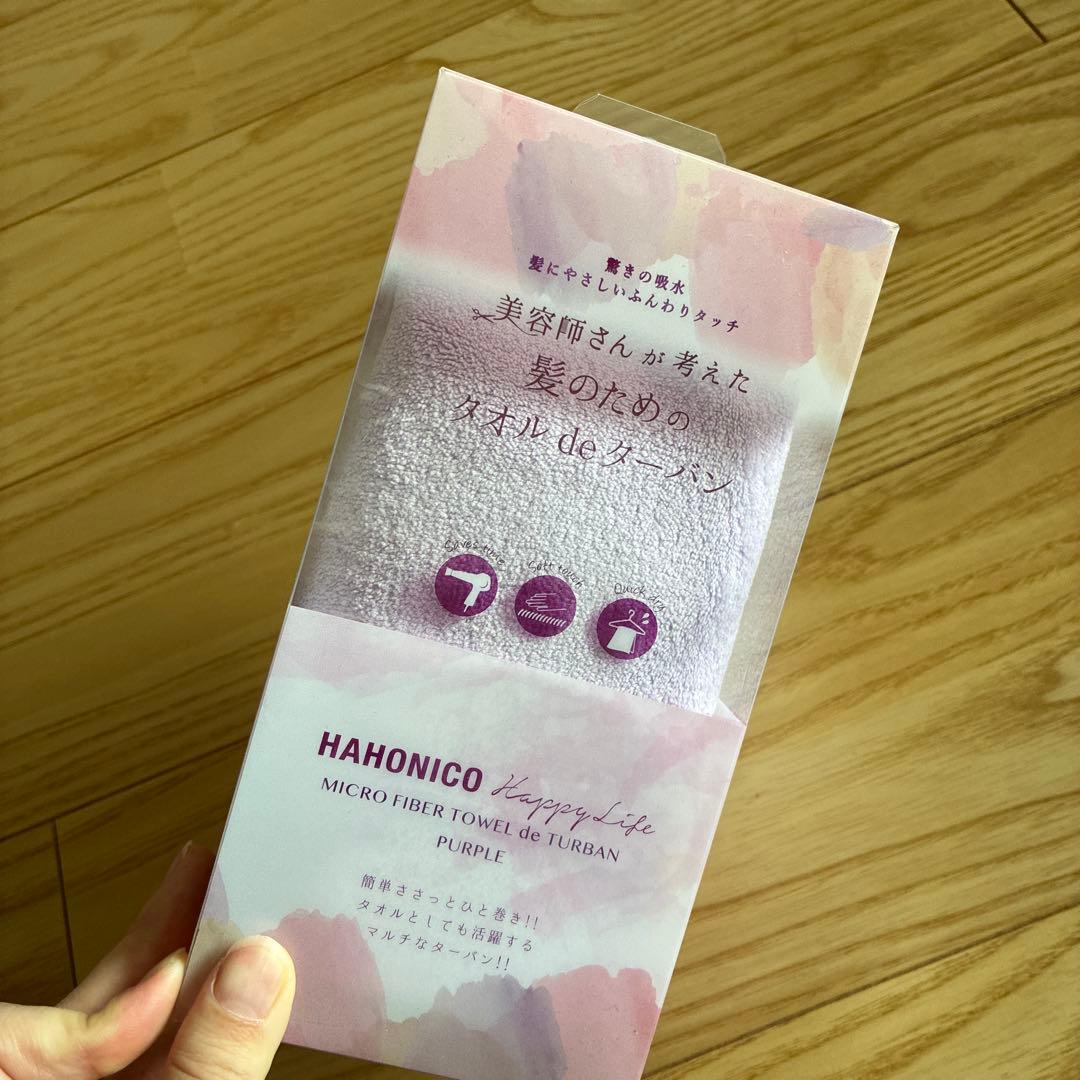 驚きの吸水
髪にやさしいふんわりタッチ
美容師さんが考えた
髪のための
タオル de ターバン
Saves time
Soft touch
Quick dry
HAHONICO Happy Life
MICRO FIBER TOWEL de TURBAN
PURPLE
簡単ささっとひと巻き!!
タオルとしても活躍する
マルチなターバン!!